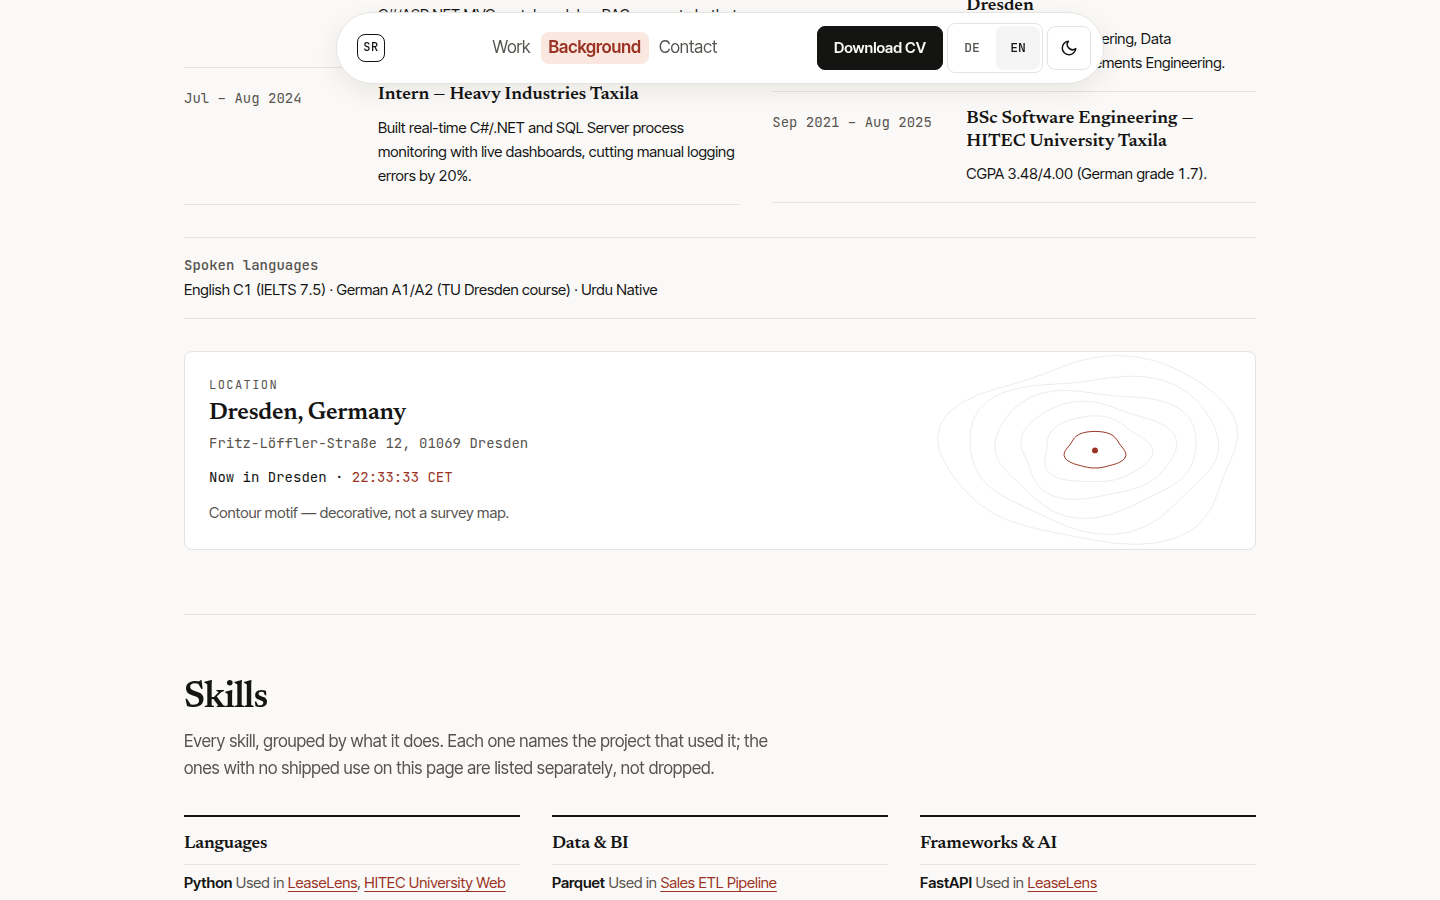 SR
Work
Background
Contact
Download CV
DE
EN
Jul – Aug 2024
Intern – Heavy Industries Taxila
Built real-time C#/.NET and SQL Server process
monitoring with live dashboards, cutting manual logging
errors by 20%.
Dresden
ering, Data
ements Engineering.
Sep 2021 – Aug 2025
BSc Software Engineering –
HITEC University Taxila
CGPA 3.48/4.00 (German grade 1.7).
Spoken languages
English C1 (IELTS 7.5) · German A1/A2 (TU Dresden course) · Urdu Native
LOCATION
Dresden, Germany
Fritz-Löffler-Straße 12, 01069 Dresden
Now in Dresden · 22:33:33 CET
Contour motif — decorative, not a survey map.
Skills
Every skill, grouped by what it does. Each one names the project that used it; the
ones with no shipped use on this page are listed separately, not dropped.
Languages
Python Used in LeaseLens, HITEC University Web
Data & BI
Parquet Used in Sales ETL Pipeline
Frameworks & AI
FastAPI Used in LeaseLens